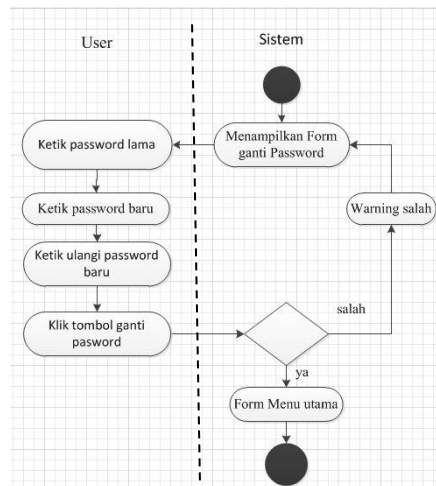 User
Sistem
Menampilkan Form
ganti Password
Ketik password lama
Ketik password baru
Warning salah
Ketik ulangi password
baru
Klik tombol ganti
pasword
salah
ya
Form Menu utama